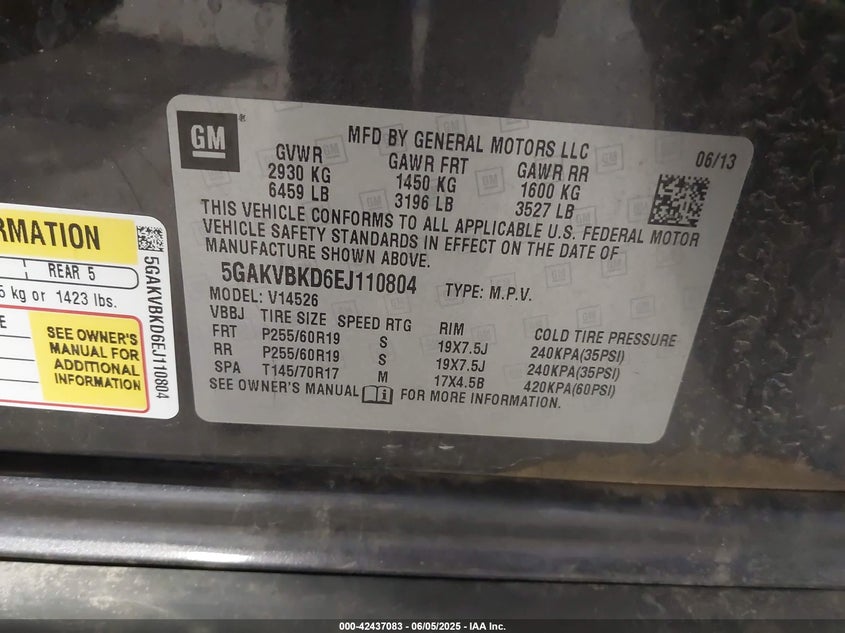 GM ®
MFD BY GENERAL MOTORS LLC
06/13
GVWR GAWR FRT GAWR RR
2930 KG 1450 KG 1600 KG
6459 LB 3196 LB 3527 LB
THIS VEHICLE CONFORMS TO ALL APPLICABLE U.S. FEDERAL MOTOR
VEHICLE SAFETY STANDARDS IN EFFECT ON THE DATE OF
MANUFACTURE SHOWN ABOVE.
5GAKVBKD6EJ110804 TYPE: M.P.V.
MODEL: V14526
VBBJ TIRE SIZE SPEED RTG RIM COLD TIRE PRESSURE
FRT P255/60R19 S 19X7.5J 240KPA(35PSI)
RR P255/60R19 S 19X7.5J 240KPA(35PSI)
SPA T145/70R17 M 17X4.5B 420KPA(60PSI)
SEE OWNER'S MANUAL i FOR MORE INFORMATION.
RMATION
REAR 5
kg or 1423 lbs.
SEE OWNER'S
MANUAL FOR
ADDITIONAL
INFORMATION
5GAKVBKD6EJ110804
000-42437083 - 06/05/2025 - IAA Inc.